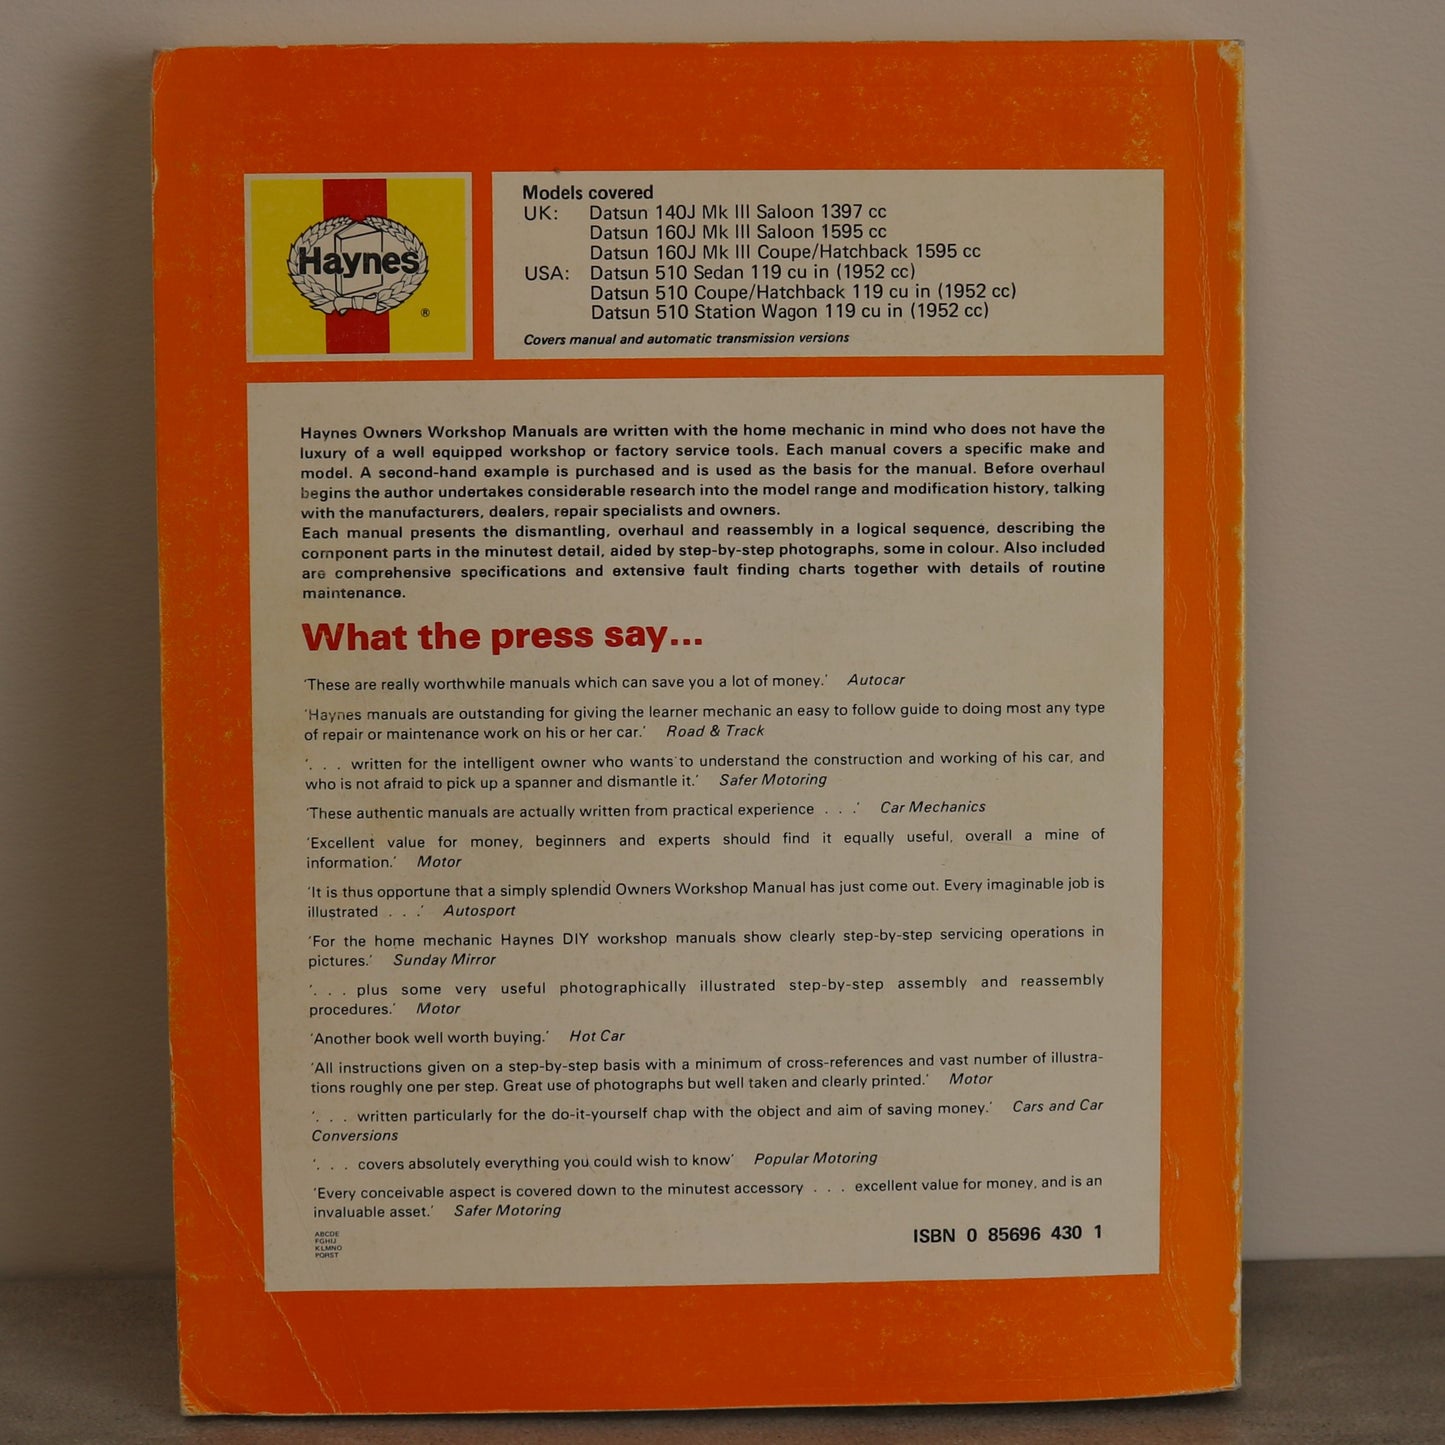 Haynes
®
Models covered
UK: Datsun 140J Mk III Saloon 1397 cc
Datsun 160J Mk III Saloon 1595 cc
Datsun 160J Mk III Coupe/Hatchback 1595 cc
USA: Datsun 510 Sedan 119 cu in (1952 cc)
Datsun 510 Coupe/Hatchback 119 cu in (1952 cc)
Datsun 510 Station Wagon 119 cu in (1952 cc)
Covers manual and automatic transmission versions
Haynes Owners Workshop Manuals are written with the home mechanic in mind who does not have the
luxury of a well equipped workshop or factory service tools. Each manual covers a specific make and
model. A second-hand example is purchased and is used as the basis for the manual. Before overhaul
begins the author undertakes considerable research into the model range and modification history, talking
with the manufacturers, dealers, repair specialists and owners.
Each manual presents the dismantling, overhaul and reassembly in a logical sequence, describing the
component parts in the minutest detail, aided by step-by-step photographs, some in colour. Also included
are comprehensive specifications and extensive fault finding charts together with details of routine
maintenance.
What the press say...
'These are really worthwhile manuals which can save you a lot of money.' Autocar
'Haynes manuals are outstanding for giving the learner mechanic an easy to follow guide to doing most any type
of repair or maintenance work on his or her car.' Road & Track
'. . . written for the intelligent owner who wants to understand the construction and working of his car, and
who is not afraid to pick up a spanner and dismantle it.' Safer Motoring
'These authentic manuals are actually written from practical experience . . .' Car Mechanics
'Excellent value for money, beginners and experts should find it equally useful, overall a mine of
information.' Motor
'It is thus opportune that a simply splendid Owners Workshop Manual has just come out. Every imaginable job is
illustrated . . .' Autosport
'For the home mechanic Haynes DIY workshop manuals show clearly step-by-step servicing operations in
pictures.' Sunday Mirror
'. . . plus some very useful photographically illustrated step-by-step assembly and reassembly
procedures.' Motor
'Another book well worth buying.' Hot Car
'All instructions given on a step-by-step basis with a minimum of cross-references and vast number of illustra-
tions roughly one per step. Great use of photographs but well taken and clearly printed.' Motor
'. . . written particularly for the do-it-yourself chap with the object and aim of saving money.' Cars and Car
Conversions
'. . . covers absolutely everything you could wish to know' Popular Motoring
'Every conceivable aspect is covered down to the minutest accessory . . . excellent value for money, and is an
invaluable asset.' Safer Motoring
ABCDE
FGHIJ
KLMNO
PQRST
ISBN 0 85696 430 1